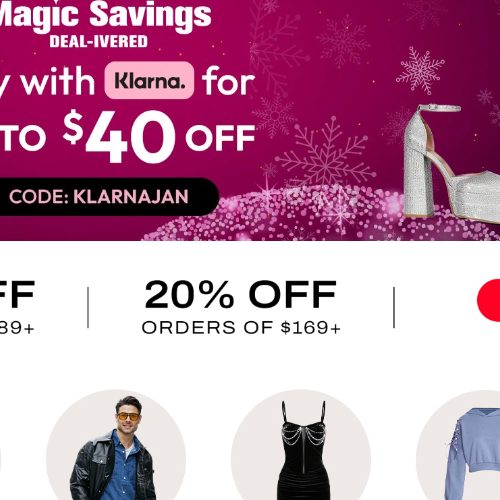 Magic Savings
DEAL-IVERED
y with Klarna. for
TO $40 OFF
CODE: KLARNAJAN
FF
89+
20% OFF
ORDERS OF $169+